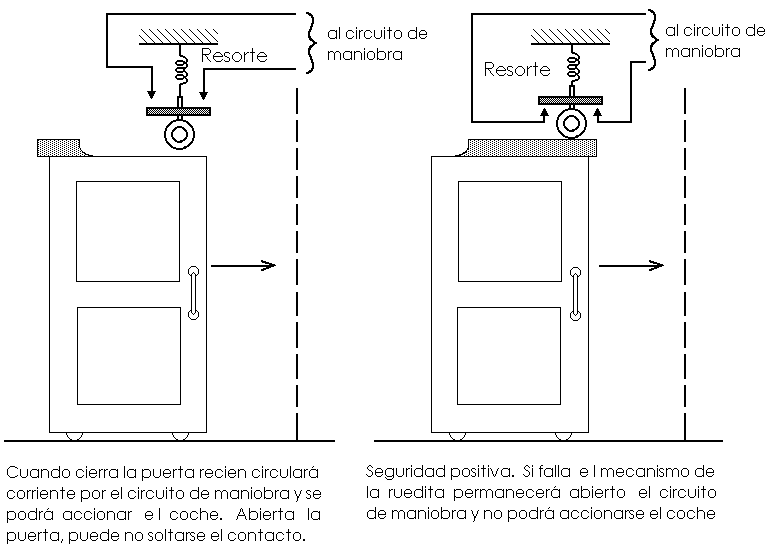 al circuito de
maniobra
Resorte
Cuando cierra la puerta recien circulará
corriente por el circuito de maniobra y se
podrá accionar el coche. Abierta la
puerta, puede no soltarse el contacto.
al circuito de
maniobra
Resorte
Seguridad positiva. Si falla el mecanismo de
la ruedita permanecerá abierto el circuito
de maniobra y no podrá accionarse el coche